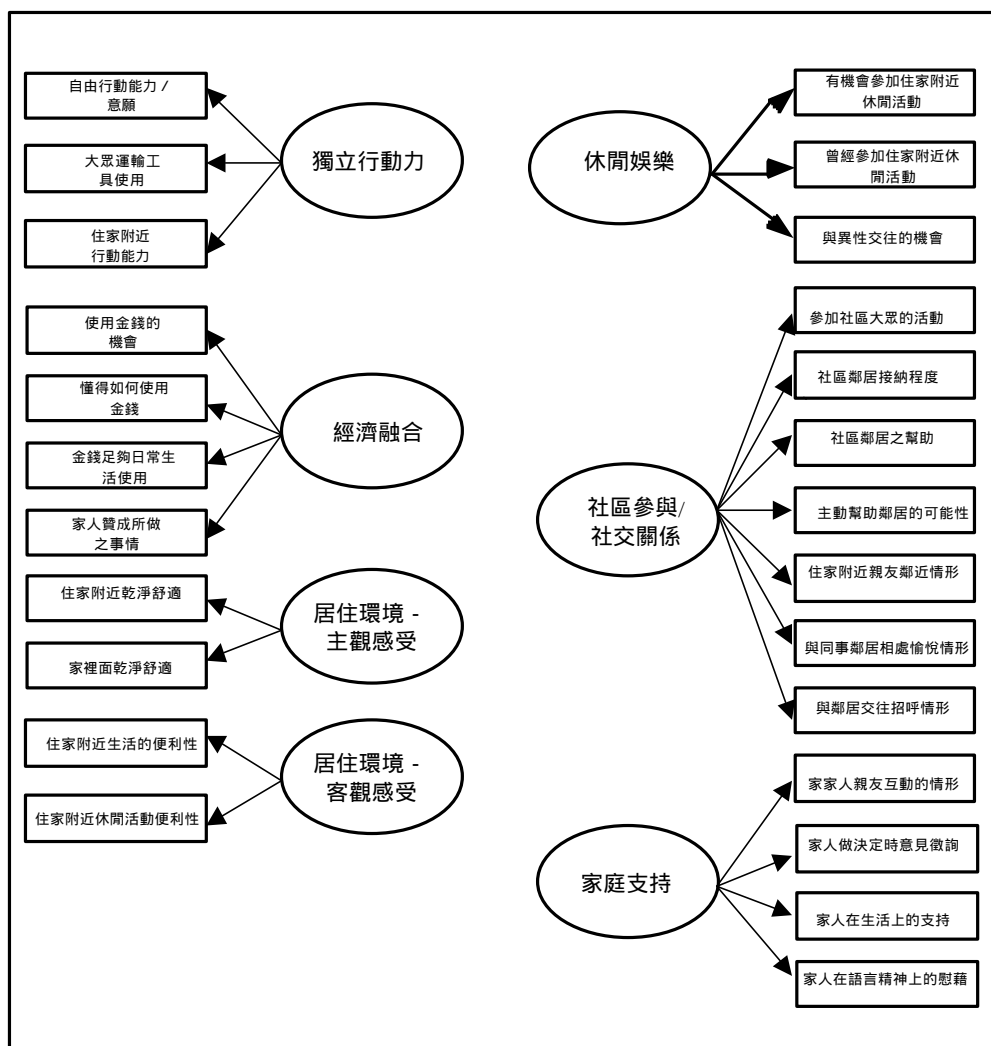 自由行動能力 /
意願
大眾運輸工
具使用
住家附近
行動能力
獨立行動力
使用金錢的
機會
懂得如何使用
金錢
金錢足夠日常生
活使用
家人贊成所做
之事情
經濟融合
住家附近乾淨舒適
家裡面乾淨舒適
居住環境 -
主觀感受
住家附近生活的便利性
住家附近休閒活動便利性
居住環境 -
客觀感受
休閒娛樂
有機會參加住家附近
休閒活動
曾經參加住家附近休
閒活動
與異性交往的機會
社區參與/
社交關係
參加社區大眾的活動
社區鄰居接納程度
社區鄰居之幫助
主動幫助鄰居的可能性
住家附近親友鄰近情形
與同事鄰居相處愉悅情形
與鄰居交往招呼情形
家庭支持
家家人親友互動的情形
家人做決定時意見徵詢
家人在生活上的支持
家人在語言精神上的慰藉